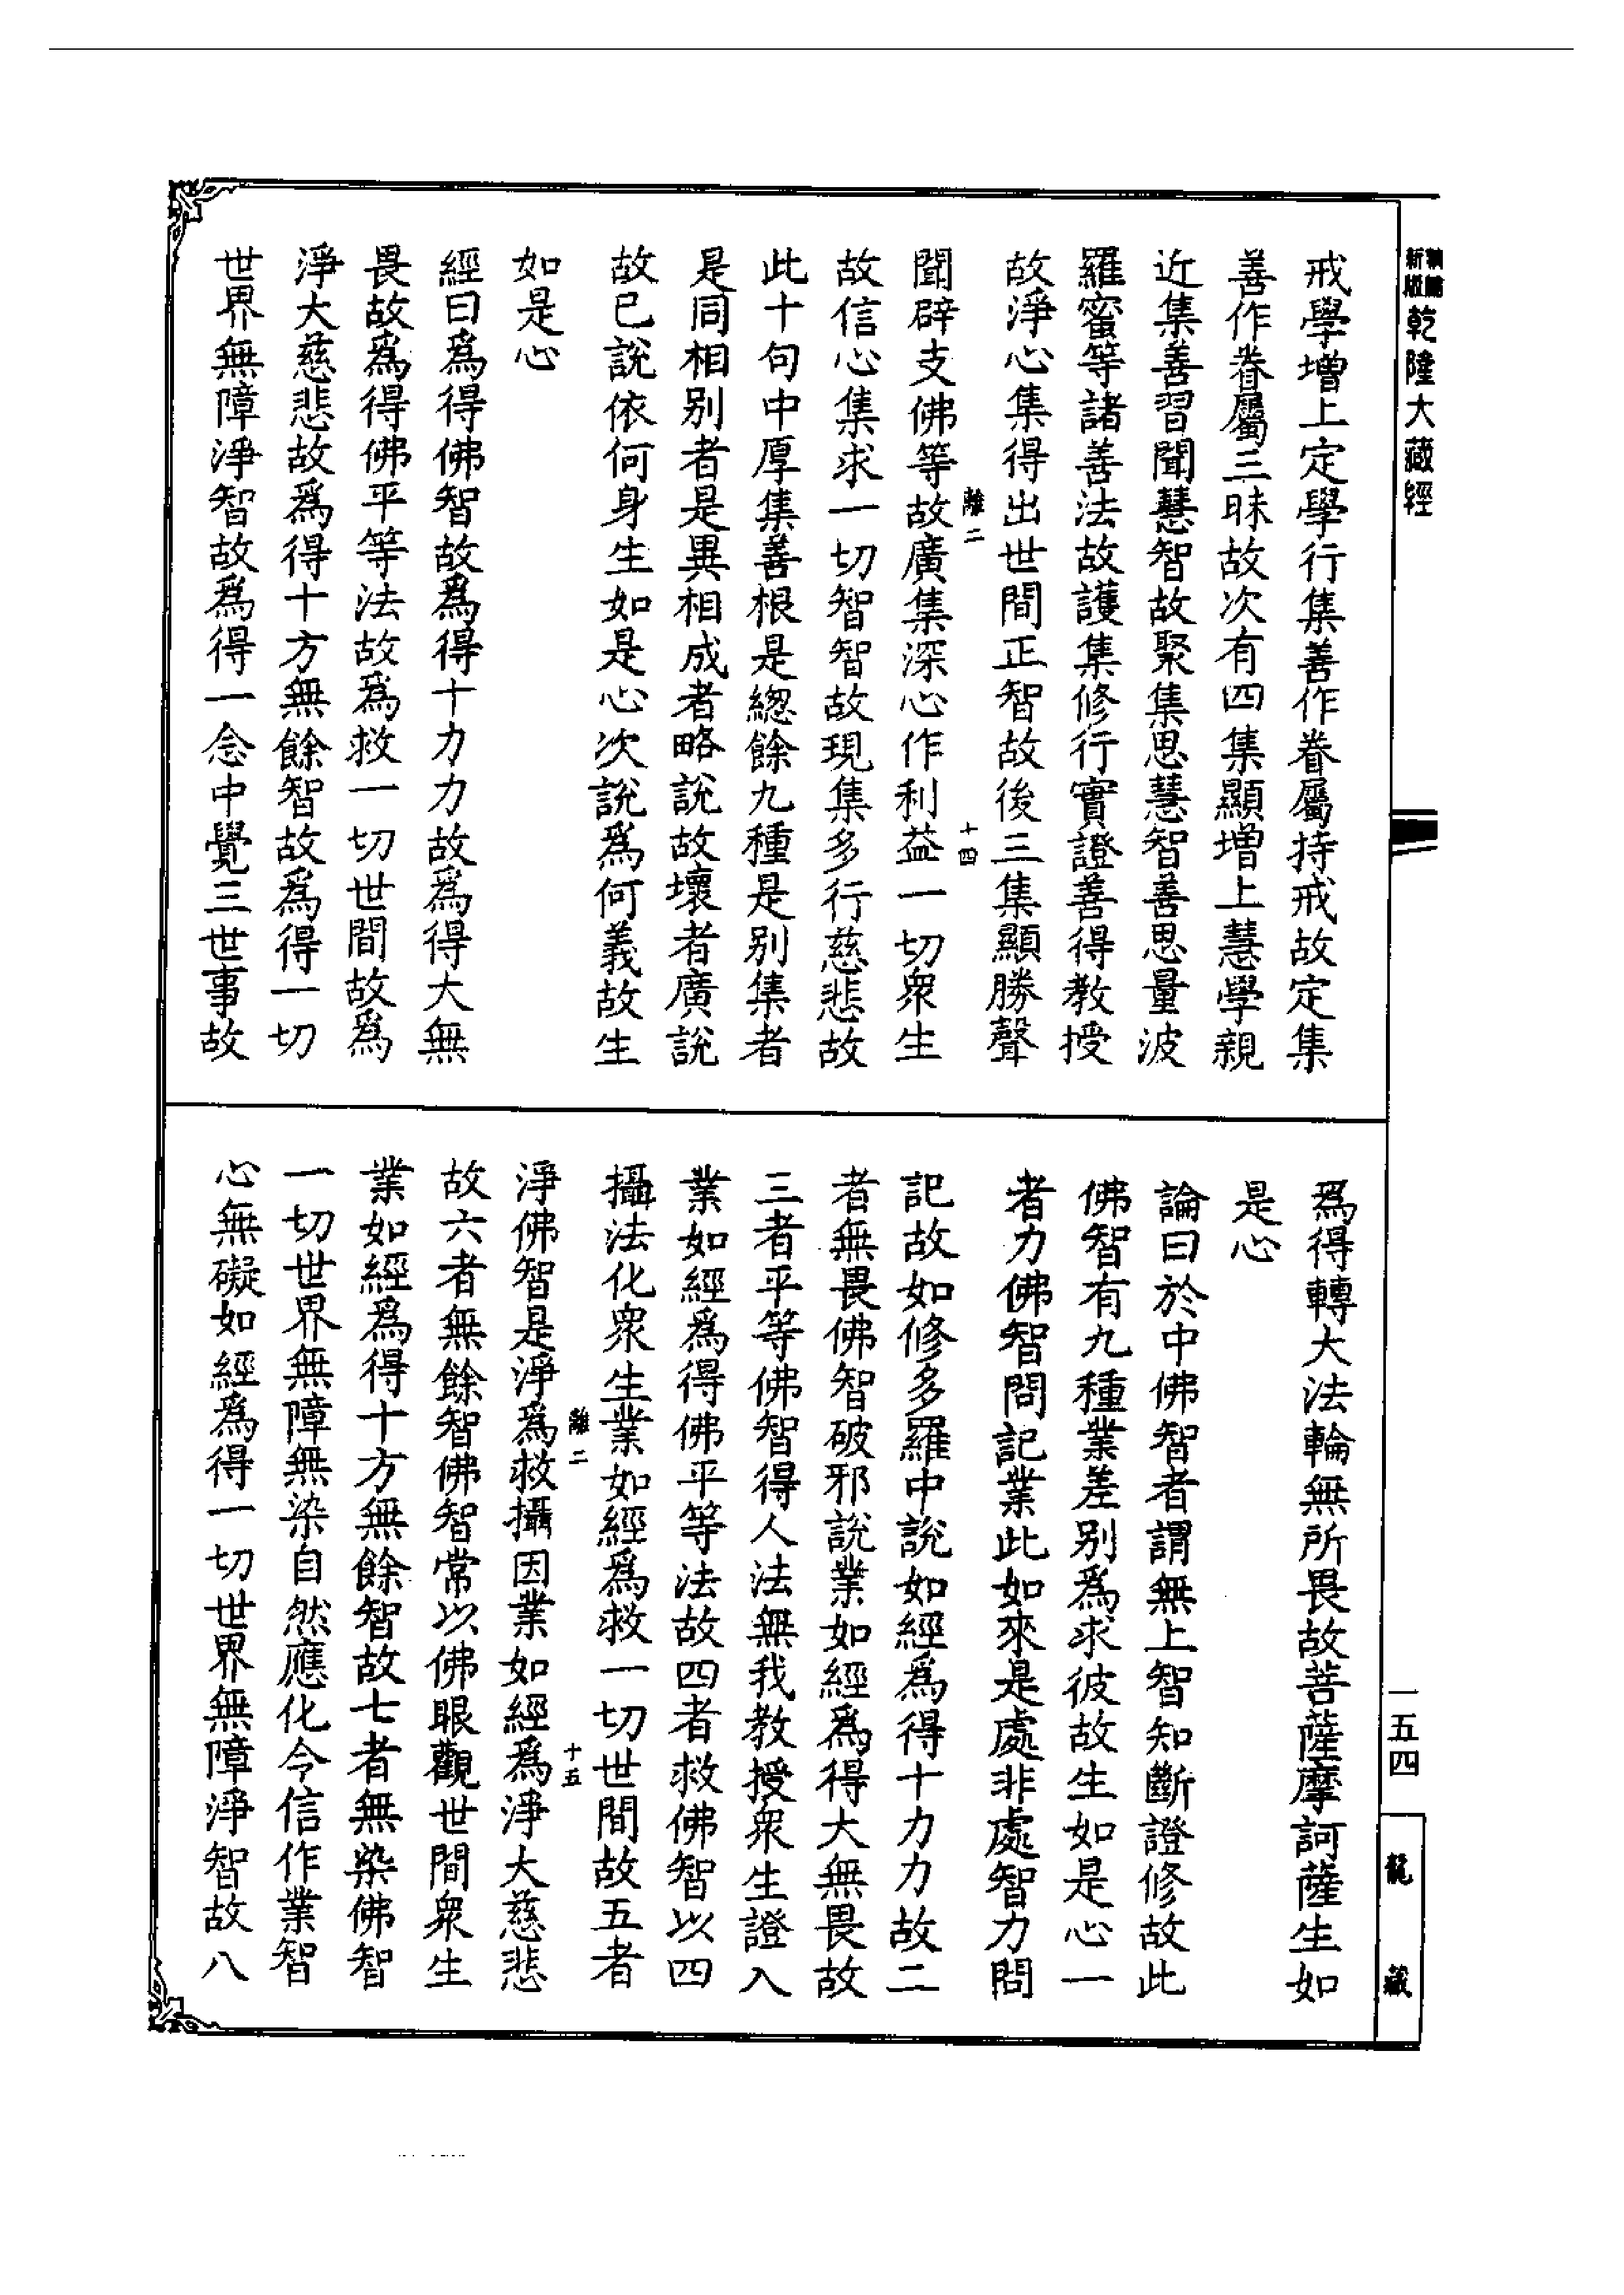 新版乾隆大藏經
戒學增上定學行集善作眷屬持戒故定集
善作眷屬三昧故次有四集顯增上慧學親
近集善習聞慧智故聚集思慧智善思量波
羅蜜等諸善法故護集修行實證善得教授
故淨心集得出世間正智故後三集顯勝聲
離二
十四
聞辟支佛等故廣集深心作利益一切衆生
故信心集求一切智智故現集多行慈悲故
此十句中厚集善根是總餘九種是別集者
是同相別者是異相成者略說故壞者廣說
故已說依何身生如是心次說爲何義故生
如是心
經曰爲得佛智故爲得十力力故爲得大無
畏故爲得佛平等法故爲救一切世間故爲
淨大慈悲故爲得十方無餘智故爲得一切
世界無障淨智故爲得一念中覺三世事故
爲得轉大法輪無所畏故菩薩摩訶薩生如
是心
論曰於中佛智者謂無上智知斷證修故此
佛智有九種業差別爲求彼故生如是心一
者力佛智問記業此如來是處非處智力問
記故如修多羅中說如經爲得十力力故二
者無畏佛智破邪說業如經爲得大無畏故
三者平等佛智得人法無我教授衆生證入
業如經爲得佛平等法故四者救佛智以四
攝法化衆生業如經爲救一切世間故五者
離二
十五
淨佛智是淨爲救攝因業如經爲淨大慈悲
故六者無餘智佛智常以佛眼觀世間衆生
業如經爲得十方無餘智故七者無染佛智
一切世界無障無染自然應化令信作業智
心無礙如經爲得一切世界無障淨智故八
一五四
龍藏